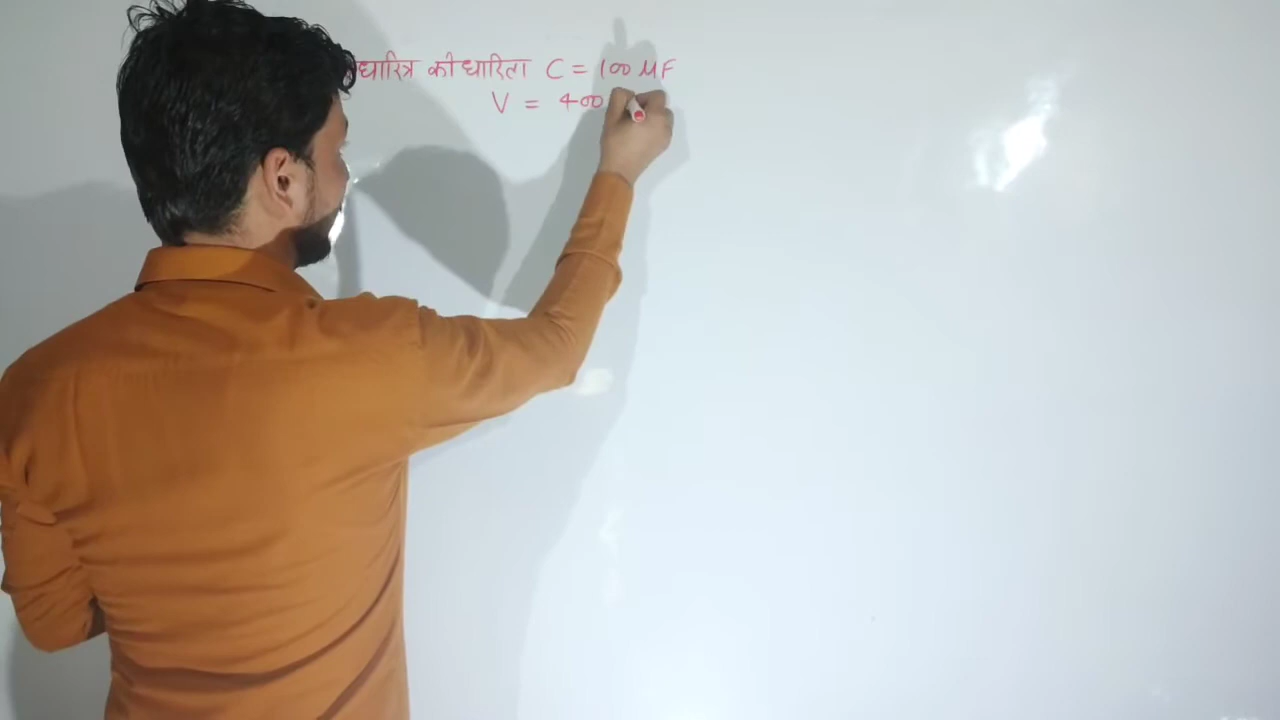 धारित्र की धारिता C = 100 μF
V = 400